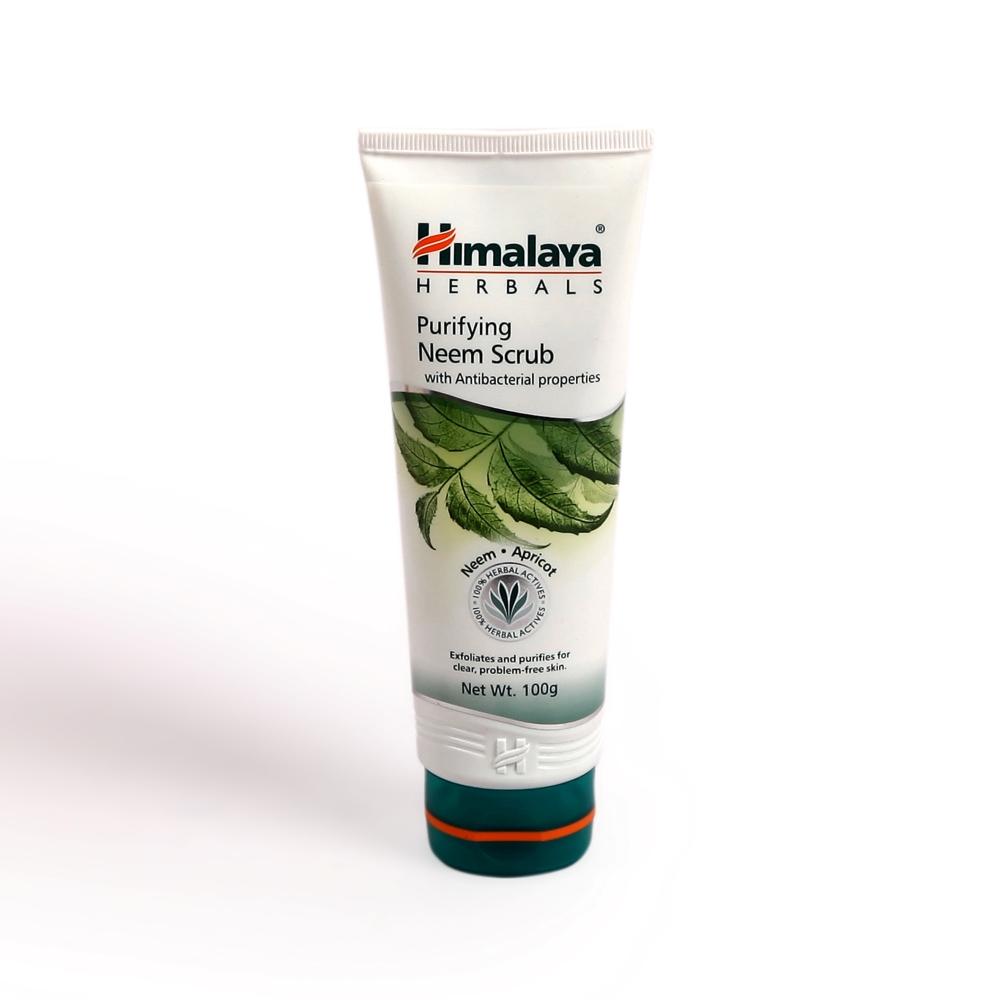 Himalaya®
HERBALS
Purifying
Neem Scrub
with Antibacterial properties
Neem • Apricot
100% HERBAL ACTIVES
100% HERBAL ACTIVES
Exfoliates and purifies for
clear, problem-free skin.
Net Wt. 100g
H